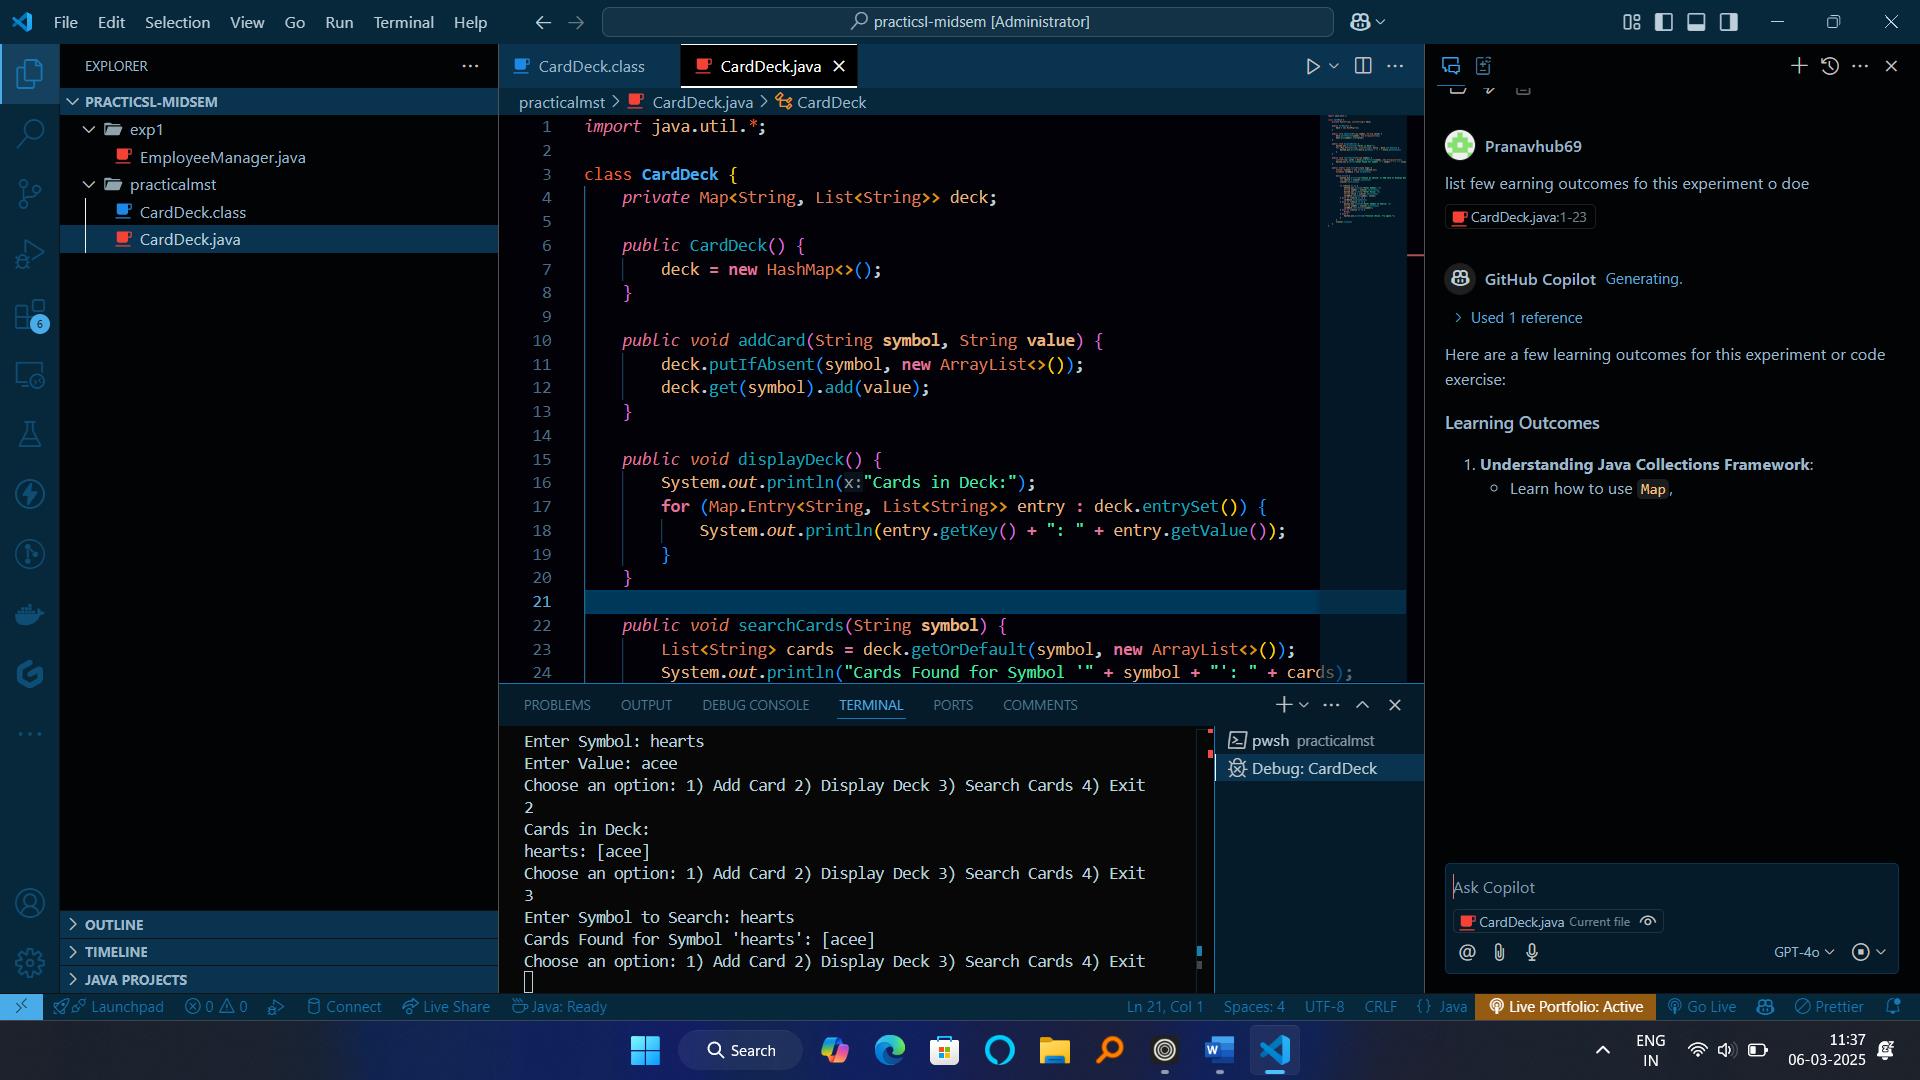 File Edit Selection View Go Run Terminal Help
practicsl-midsem [Administrator]
EXPLORER
PRACTICSL-MIDSEM
exp1
EmployeeManager.java
practicalmst
CardDeck.class
CardDeck.java
OUTLINE
TIMELINE
JAVA PROJECTS
6
CardDeck.class
CardDeck.java
practicalmst > CardDeck.java > CardDeck
1 import java.util.*;
2
3 class CardDeck {
4 private Map<String, List<String>> deck;
5
6 public CardDeck() {
7 deck = new HashMap<>();
8 }
9
10 public void addCard(String symbol, String value) {
11 deck.putIfAbsent(symbol, new ArrayList<>());
12 deck.get(symbol).add(value);
13 }
14
15 public void displayDeck() {
16 System.out.println(x:"Cards in Deck:");
17 for (Map.Entry<String, List<String>> entry : deck.entrySet()) {
18 System.out.println(entry.getKey() + ": " + entry.getValue());
19 }
20 }
21
22 public void searchCards(String symbol) {
23 List<String> cards = deck.getOrDefault(symbol, new ArrayList<>());
24 System.out.println("Cards Found for Symbol '" + symbol + "': " + cards);
PROBLEMS OUTPUT DEBUG CONSOLE TERMINAL PORTS COMMENTS
Enter Symbol: hearts
Enter Value: acee
Choose an option: 1) Add Card 2) Display Deck 3) Search Cards 4) Exit
2
Cards in Deck:
hearts: [acee]
Choose an option: 1) Add Card 2) Display Deck 3) Search Cards 4) Exit
3
Enter Symbol to Search: hearts
Cards Found for Symbol 'hearts': [acee]
Choose an option: 1) Add Card 2) Display Deck 3) Search Cards 4) Exit
pwsh practicalmst
Debug: CardDeck
Pranavhub69
list few earning outcomes fo this experiment o doe
CardDeck.java:1-23
GitHub Copilot Generating.
Used 1 reference
Here are a few learning outcomes for this experiment or code
exercise:
Learning Outcomes
1. Understanding Java Collections Framework:
Learn how to use Map,
Ask Copilot
CardDeck.java Current file
GPT-4o
Launchpad 0 0 Connect Live Share Java: Ready Ln 21, Col 1 Spaces: 4 UTF-8 CRLF {} Java Live Portfolio: Active Go Live Prettier
Search
ENG
IN
11:37
06-03-2025